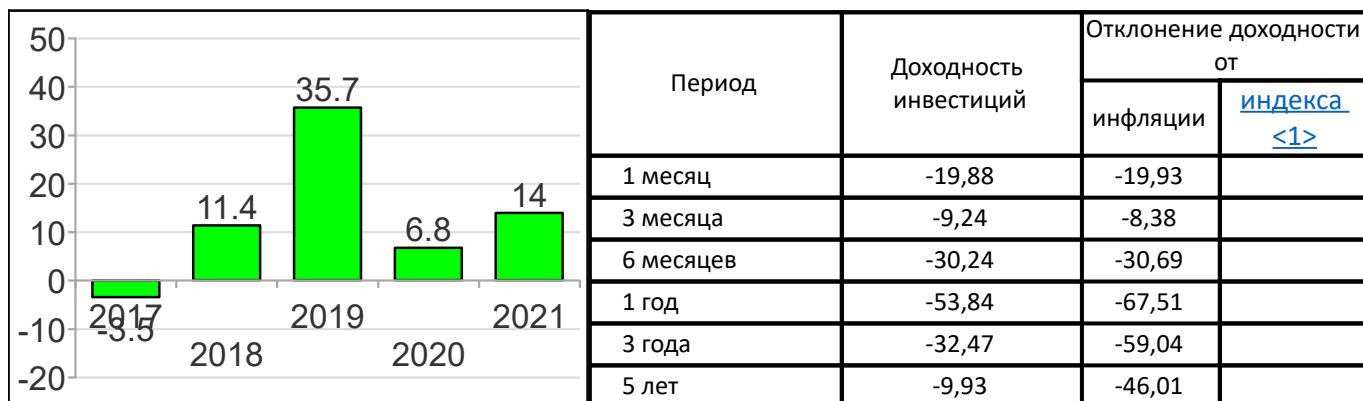 50
40
30
20
10
0
-10
-20
-3.5
11.4
35.7
6.8
14
2017
2018
2019
2020
2021
Период
Доходность
инвестиций
Отклонение доходности
от
инфляции
индекса
<1>
1 месяц -19,88 -19,93
3 месяца -9,24 -8,38
6 месяцев -30,24 -30,69
1 год -53,84 -67,51
3 года -32,47 -59,04
5 лет -9,93 -46,01